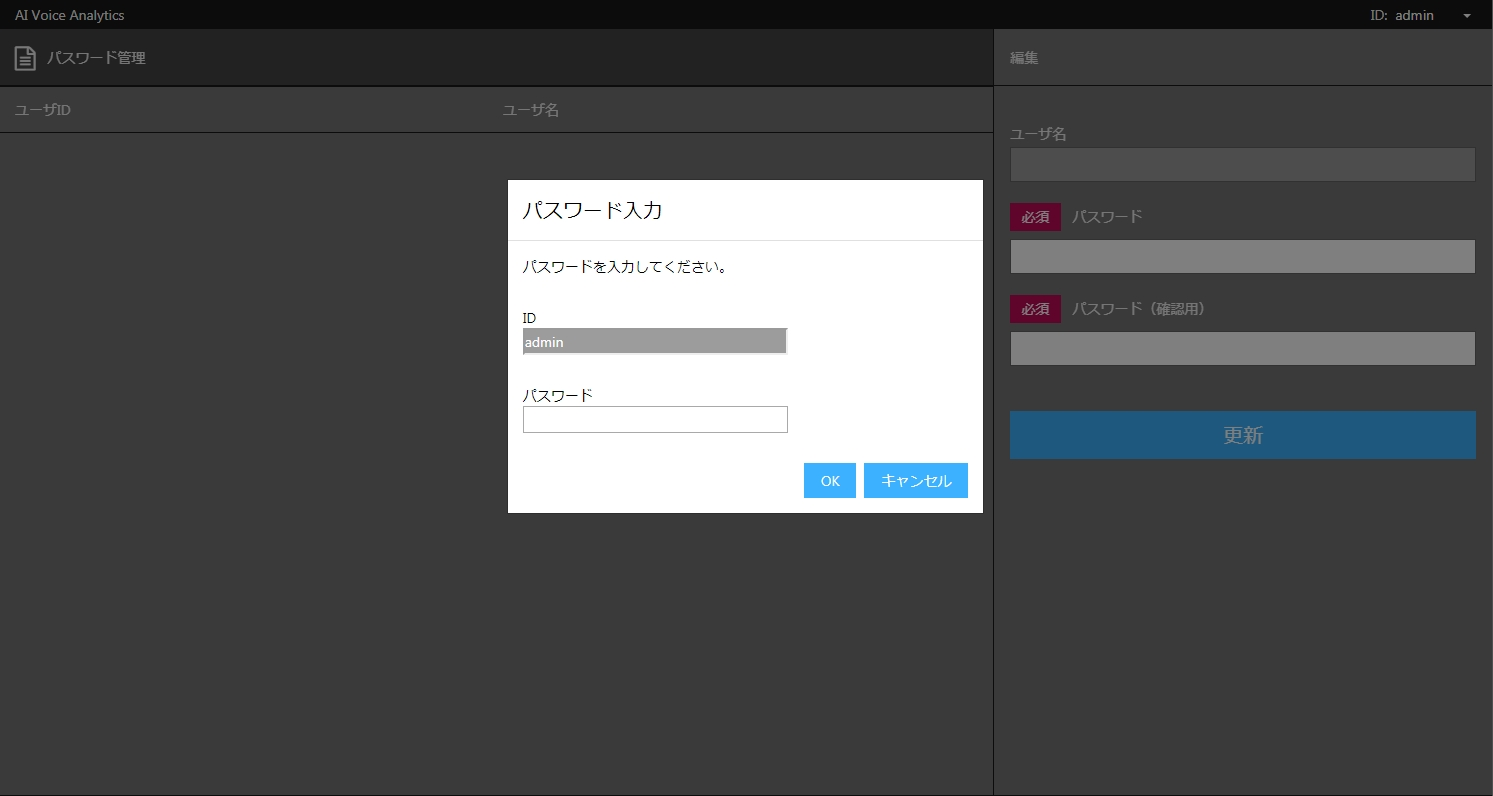 AI Voice Analytics
ID: admin
パスワード管理
編集
ユーザID
ユーザ名
ユーザ名
必須 パスワード
必須 パスワード（確認用）
更新
パスワード入力
パスワードを入力してください。
ID
admin
パスワード
OK
キャンセル